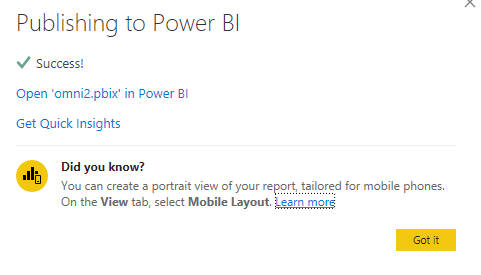 Publishing to Power BI
Success!
Open 'omni2.pbix' in Power BI
Get Quick Insights
Did you know?
You can create a portrait view of your report, tailored for mobile phones.
On the View tab, select Mobile Layout. Learn more
Got it